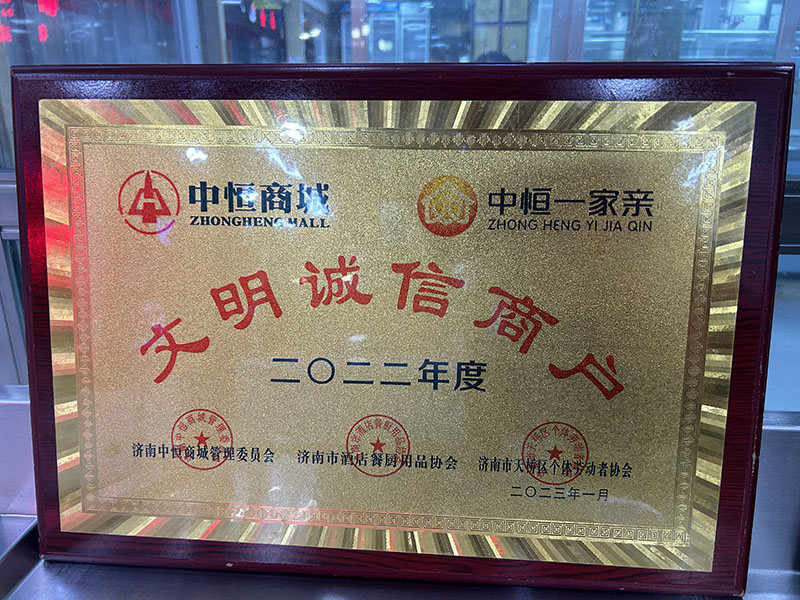 中恒商城
ZHONGHENG MALL
中恒一家亲
ZHONG HENG YI JIA QIN
文明诚信商户
二〇二二年度
济南中恒商城管理委员会
济南市酒店餐厨用品协会
济南市天桥区个体劳动者协会
二〇二三年一月